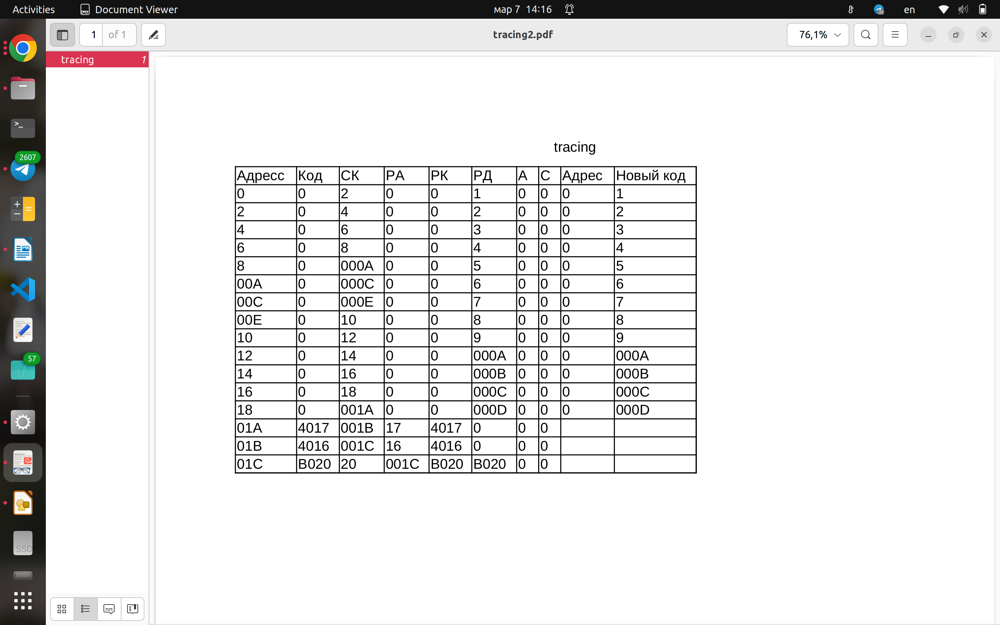 Activities Document Viewer мар 7 14:16 en
1 of 1 tracing2.pdf 76,1%
tracing 1
2607
57
SSD
tracing
Адресс Код СК РА РК РД А С Адрес Новый код
0 0 2 0 0 1 0 0 0 1
2 0 4 0 0 2 0 0 0 2
4 0 6 0 0 3 0 0 0 3
6 0 8 0 0 4 0 0 0 4
8 0 000A 0 0 5 0 0 0 5
00A 0 000C 0 0 6 0 0 0 6
00C 0 000E 0 0 7 0 0 0 7
00E 0 10 0 0 8 0 0 0 8
10 0 12 0 0 9 0 0 0 9
12 0 14 0 0 000A 0 0 0 000A
14 0 16 0 0 000B 0 0 0 000B
16 0 18 0 0 000C 0 0 0 000C
18 0 001A 0 0 000D 0 0 0 000D
01A 4017 001B 17 4017 0 0 0
01B 4016 001C 16 4016 0 0 0
01C B020 20 001C B020 B020 0 0